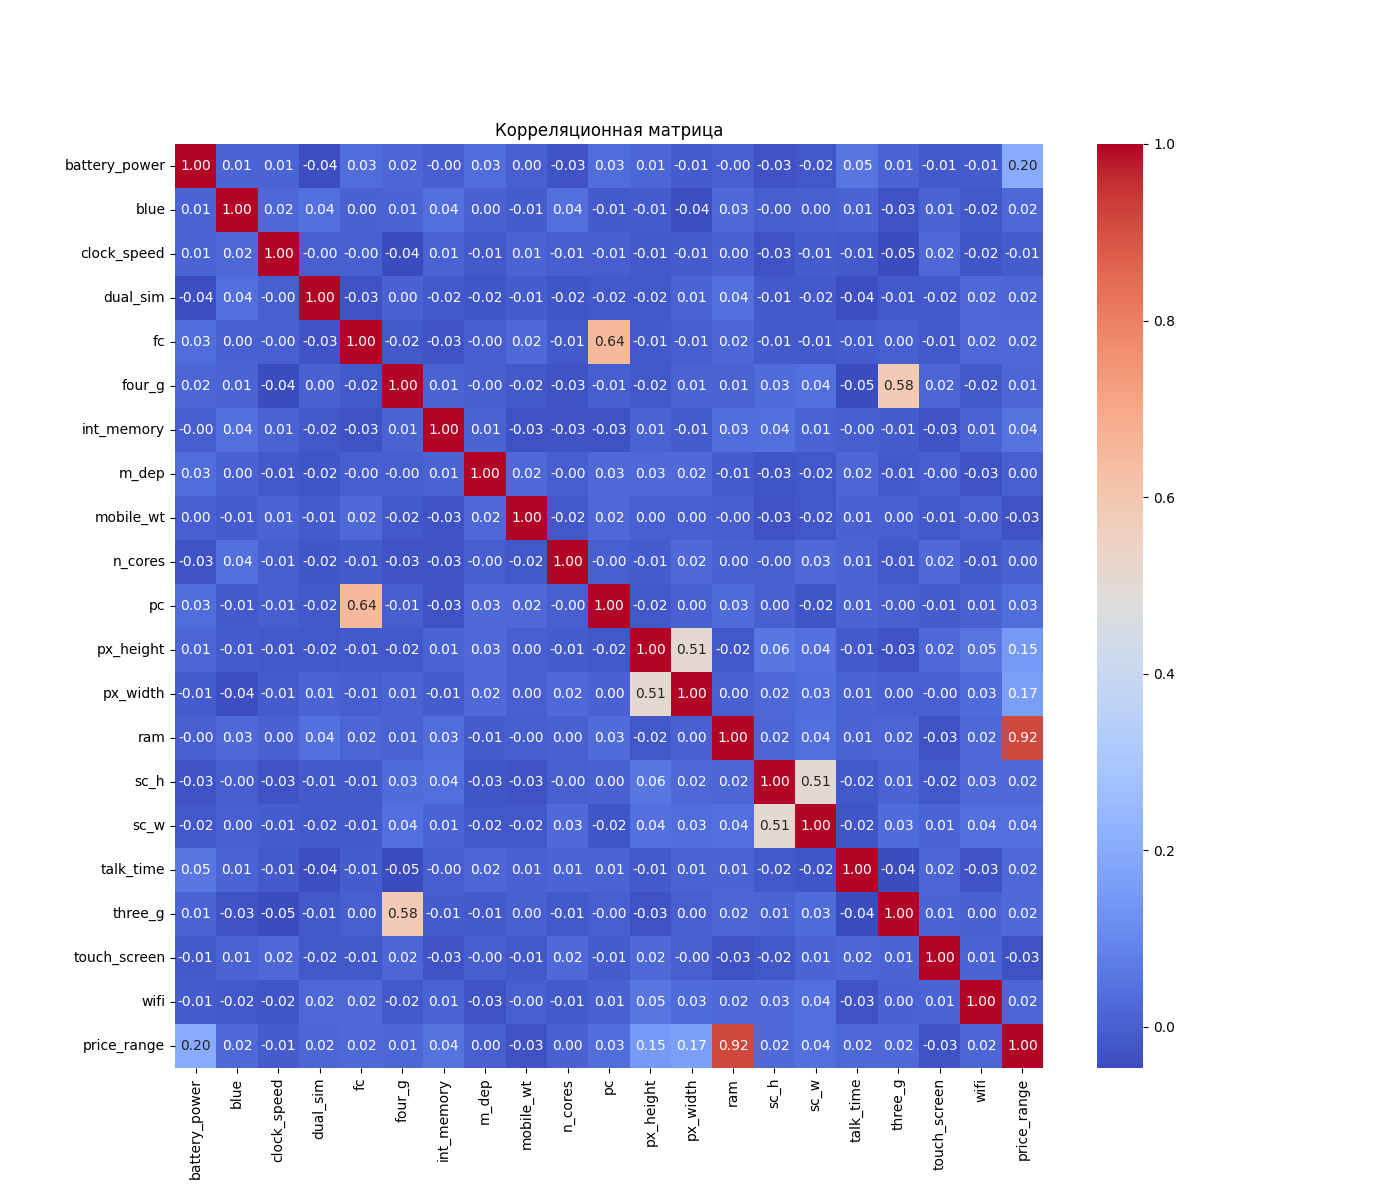 Корреляционная матрица
battery_power 1.00 0.01 0.01 -0.04 0.03 0.02 -0.00 0.03 0.00 -0.03 0.03 0.01 -0.01 -0.00 -0.03 -0.02 0.05 0.01 -0.01 -0.01 0.20
blue 0.01 1.00 0.02 0.04 0.00 0.01 0.04 0.00 -0.01 0.04 -0.01 -0.01 -0.04 0.03 -0.00 0.00 0.01 -0.03 0.01 -0.02 0.02
clock_speed 0.01 0.02 1.00 -0.00 -0.00 -0.04 0.01 -0.01 0.01 -0.01 -0.01 -0.01 -0.01 0.00 -0.03 -0.01 -0.01 -0.05 0.02 -0.02 -0.01
dual_sim -0.04 0.04 -0.00 1.00 -0.03 0.00 -0.02 -0.02 -0.01 -0.02 -0.02 -0.02 0.01 0.04 -0.01 -0.02 -0.04 -0.01 -0.02 0.02 0.02
fc 0.03 0.00 -0.00 -0.03 1.00 -0.02 -0.03 -0.00 0.02 -0.01 0.64 -0.01 -0.01 0.02 -0.01 -0.01 -0.01 0.00 -0.01 0.02 0.02
four_g 0.02 0.01 -0.04 0.00 -0.02 1.00 0.01 -0.00 -0.02 -0.03 -0.01 -0.02 0.01 0.01 0.03 0.04 -0.05 0.58 0.02 -0.02 0.01
int_memory -0.00 0.04 0.01 -0.02 -0.03 0.01 1.00 0.01 -0.03 -0.03 -0.03 0.01 -0.01 0.03 0.04 0.01 -0.00 -0.01 -0.03 0.01 0.04
m_dep 0.03 0.00 -0.01 -0.02 -0.00 -0.00 0.01 1.00 0.02 -0.00 0.03 0.03 0.02 -0.01 -0.03 -0.02 0.02 -0.01 -0.00 -0.03 0.00
mobile_wt 0.00 -0.01 0.01 -0.01 0.02 -0.02 -0.03 0.02 1.00 -0.02 0.02 0.00 0.00 -0.00 -0.03 -0.02 0.01 0.00 -0.01 -0.00 -0.03
n_cores -0.03 0.04 -0.01 -0.02 -0.01 -0.03 -0.03 -0.00 -0.02 1.00 -0.00 -0.01 0.02 0.00 -0.00 0.03 0.01 -0.01 0.02 -0.01 0.00
pc 0.03 -0.01 -0.01 -0.02 0.64 -0.01 -0.03 0.03 0.02 -0.00 1.00 -0.02 0.00 0.03 0.00 -0.02 0.01 -0.00 -0.01 0.01 0.03
px_height 0.01 -0.01 -0.01 -0.02 -0.01 -0.02 0.01 0.03 0.00 -0.01 -0.02 1.00 0.51 -0.02 0.06 0.04 -0.01 -0.03 0.02 0.05 0.15
px_width -0.01 -0.04 -0.01 0.01 -0.01 0.01 -0.01 0.02 0.00 0.02 0.00 0.51 1.00 0.00 0.02 0.03 0.01 0.00 -0.00 0.03 0.17
ram -0.00 0.03 0.00 0.04 0.02 0.01 0.03 -0.01 -0.00 0.00 0.03 -0.02 0.00 1.00 0.02 0.04 0.01 0.02 -0.03 0.02 0.92
sc_h -0.03 -0.00 -0.03 -0.01 -0.01 0.03 0.04 -0.03 -0.03 -0.00 0.00 0.06 0.02 0.02 1.00 0.51 -0.02 0.01 -0.02 0.03 0.02
sc_w -0.02 0.00 -0.01 -0.02 -0.01 0.04 0.01 -0.02 -0.02 0.03 -0.02 0.04 0.03 0.04 0.51 1.00 -0.02 0.03 0.01 0.04 0.04
talk_time 0.05 0.01 -0.01 -0.04 -0.01 -0.05 -0.00 0.02 0.01 0.01 0.01 -0.01 0.01 0.01 -0.02 -0.02 1.00 -0.04 0.02 -0.03 0.02
three_g 0.01 -0.03 -0.05 -0.01 0.00 0.58 -0.01 -0.01 0.00 -0.01 -0.00 -0.03 0.00 0.02 0.01 0.03 -0.04 1.00 0.01 0.00 0.02
touch_screen -0.01 0.01 0.02 -0.02 -0.01 0.02 -0.03 -0.00 -0.01 0.02 -0.01 0.02 -0.00 -0.03 -0.02 0.01 0.02 0.01 1.00 0.01 -0.03
wifi -0.01 -0.02 -0.02 0.02 0.02 -0.02 0.01 -0.03 -0.00 -0.01 0.01 0.05 0.03 0.02 0.03 0.04 -0.03 0.00 0.01 1.00 0.02
price_range 0.20 0.02 -0.01 0.02 0.02 0.01 0.04 0.00 -0.03 0.00 0.03 0.15 0.17 0.92 0.02 0.04 0.02 0.02 -0.03 0.02 1.00
battery_power blue clock_speed dual_sim fc four_g int_memory m_dep mobile_wt n_cores pc px_height px_width ram sc_h sc_w talk_time three_g touch_screen wifi price_range
1.0
0.8
0.6
0.4
0.2
0.0